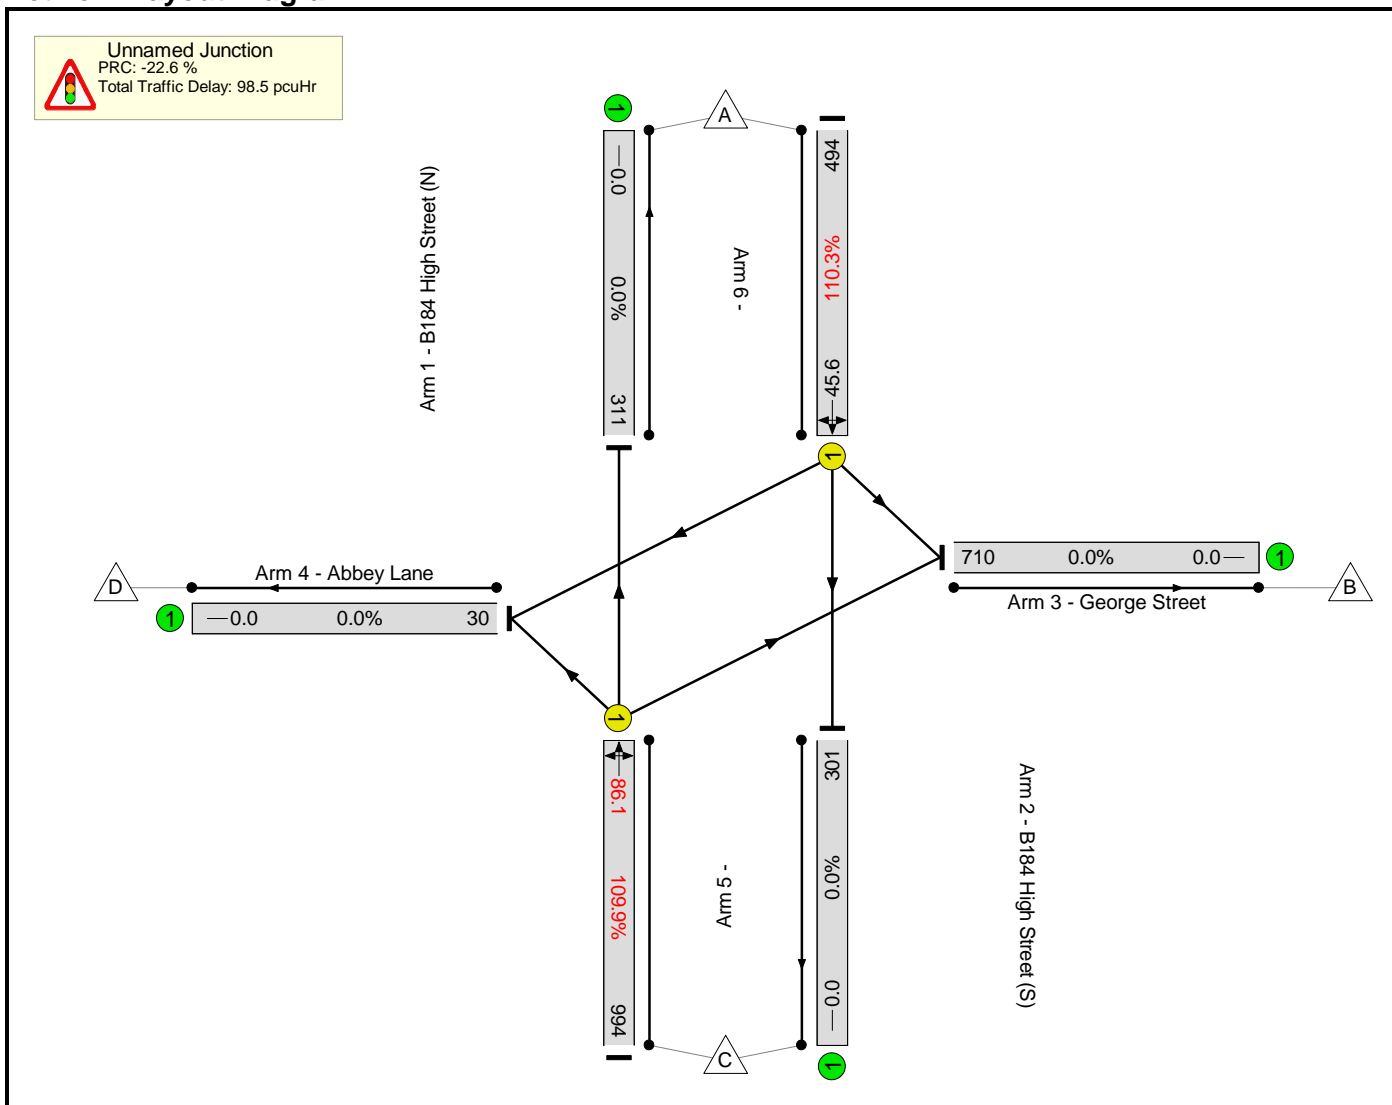 Unnamed Junction
PRC: -22.6 %
Total Traffic Delay: 98.5 pcuHr
1
A
Arm 1 - B184 High Street (N)
0.0
0.0%
311
Arm 6 -
494
110.3%
45.6
1
D
Arm 4 - Abbey Lane
1
0.0
0.0%
30
710
0.0%
0.0
1
Arm 3 - George Street
B
1
86.1
109.9%
994
Arm 5 -
301
0.0%
0.0
Arm 2 - B184 High Street (S)
C
1